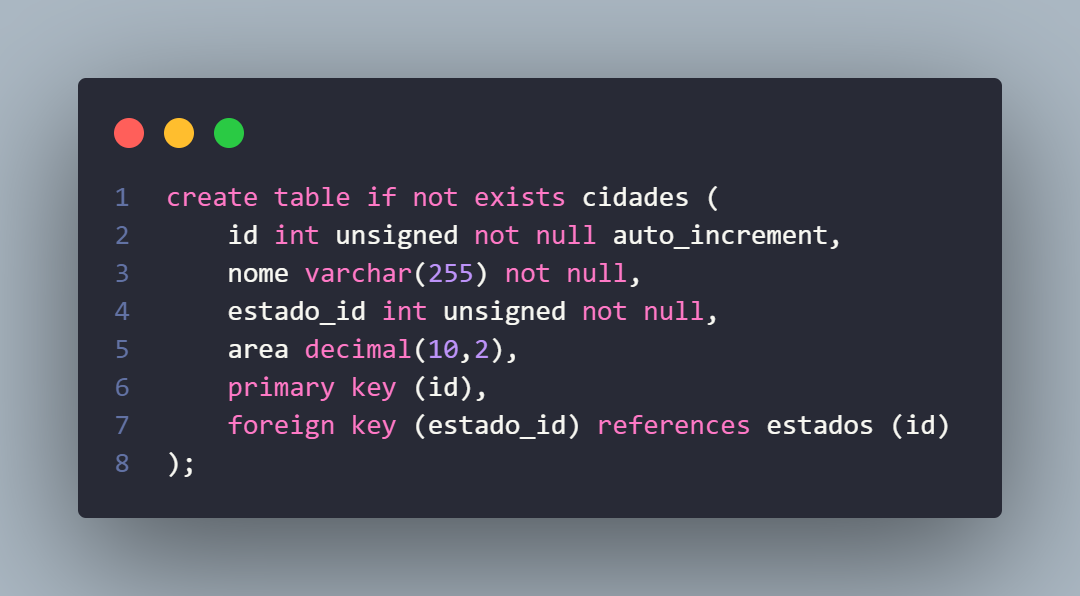 1 create table if not exists cidades (
2     id int unsigned not null auto_increment,
3     nome varchar(255) not null,
4     estado_id int unsigned not null,
5     area decimal(10,2),
6     primary key (id),
7     foreign key (estado_id) references estados (id)
8 );